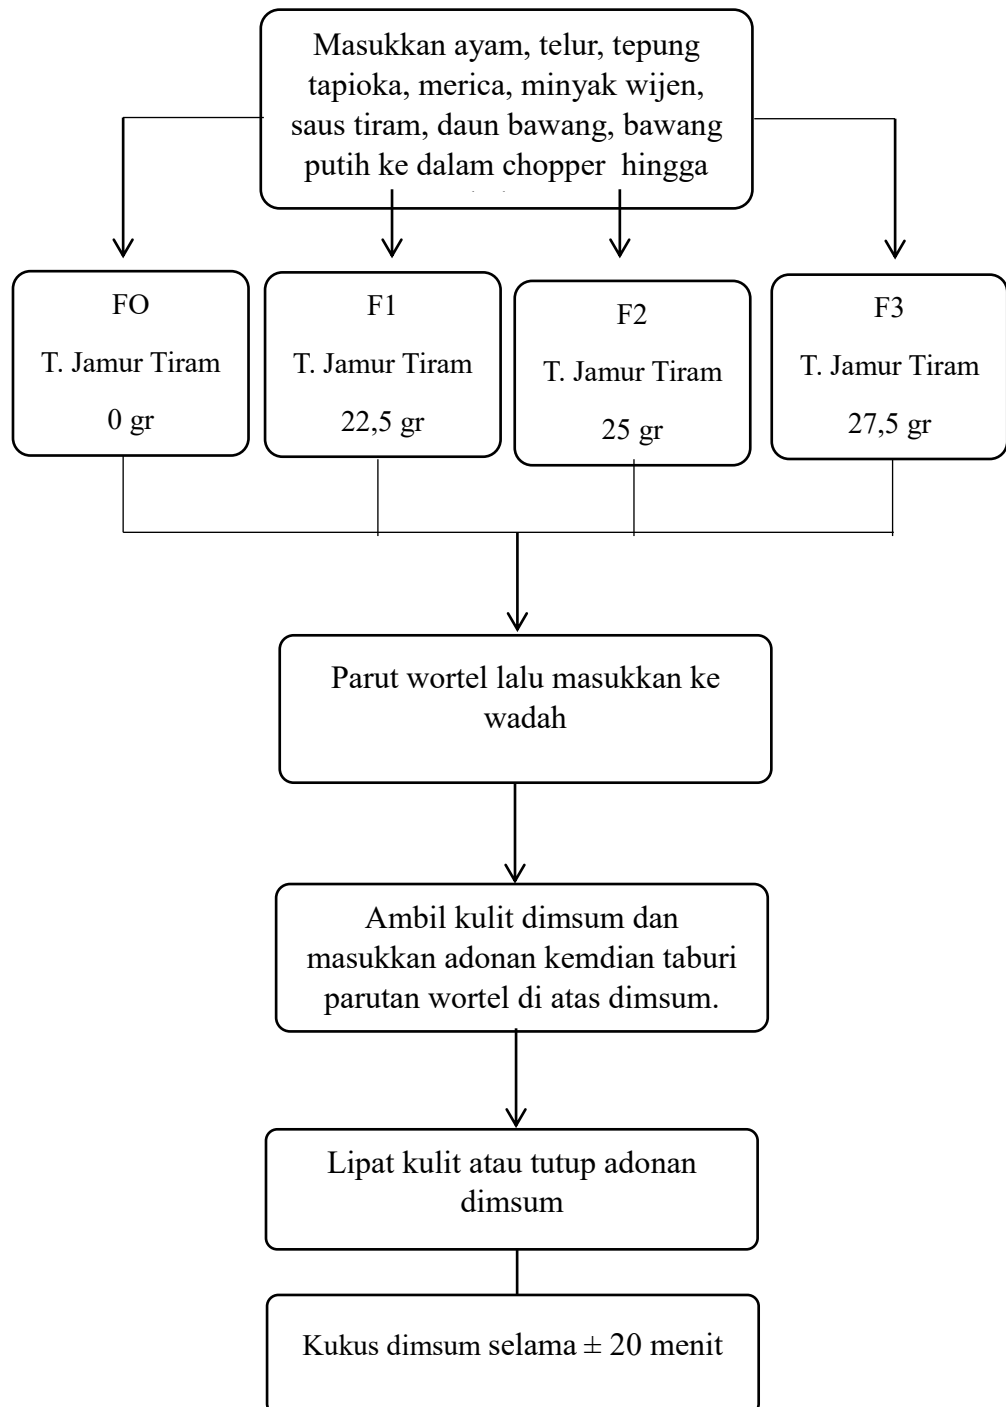 Masukkan ayam, telur, tepung
tapioka, merica, minyak wijen,
saus tiram, daun bawang, bawang
putih ke dalam chopper hingga
FO
T. Jamur Tiram
0 gr
F1
T. Jamur Tiram
22,5 gr
F2
T. Jamur Tiram
25 gr
F3
T. Jamur Tiram
27,5 gr
Parut wortel lalu masukkan ke
wadah
Ambil kulit dimsum dan
masukkan adonan kemdian taburi
parutan wortel di atas dimsum.
Lipat kulit atau tutup adonan
dimsum
Kukus dimsum selama ± 20 menit